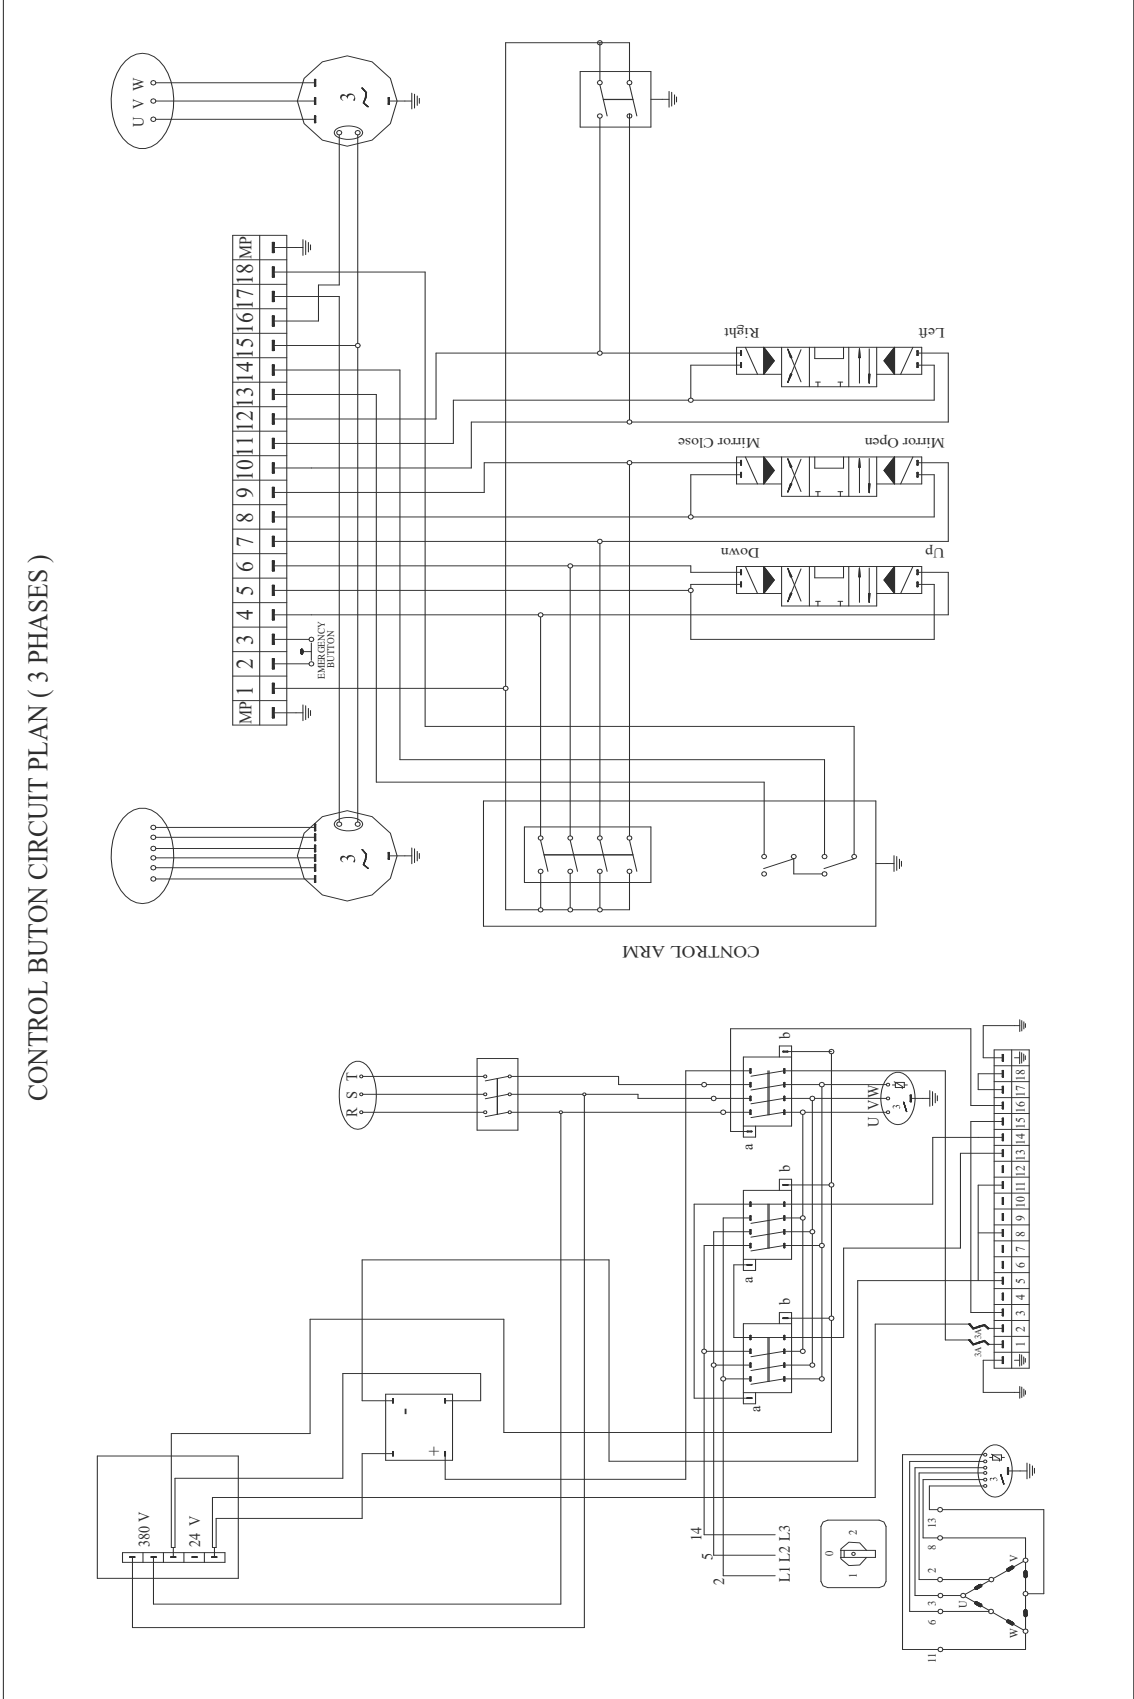 CONTROL BUTON CIRCUIT PLAN ( 3 PHASES )
380 V
24 V
-
+
R S T
L1 L2 L3
2
5
14
1 0 2
a
b
a
b
a
b
U V W
3
11
6
3
2
8
13
U
V
W
3
3A
3A
1 2 3 4 5 6 7 8 9 10 11 12 13 14 15 16 17 18
CONTROL ARM
3
MP 1 2 3 4 5 6 7 8 9 10 11 12 13 14 15 16 17 18 MP
EMERGENCY
BUTTON
U V W
3
Down
Up
Mirror Close
Mirror Open
Right
Left